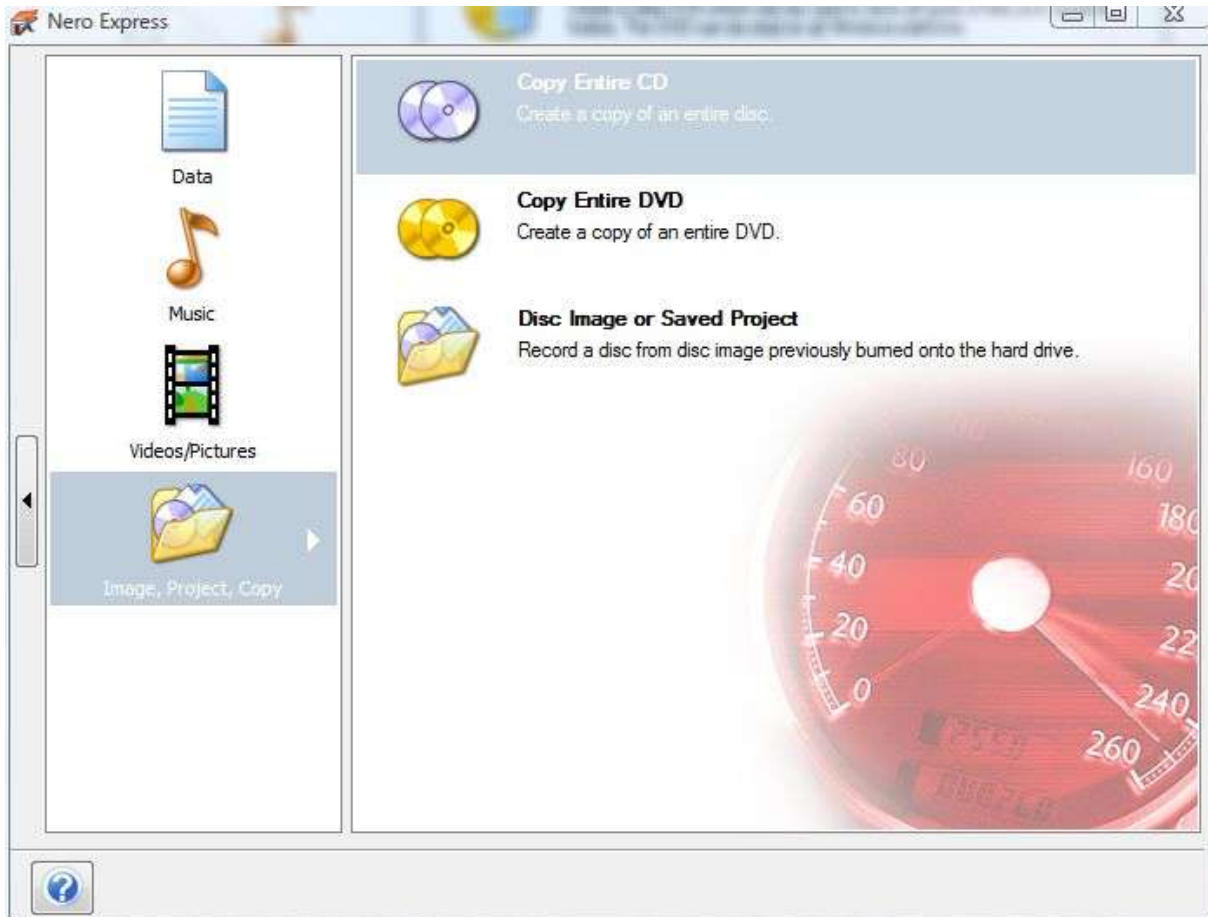 Nero Express
Data
Music
Videos/Pictures
Image, Project, Copy
Copy Entire CD
Create a copy of an entire disc.
Copy Entire DVD
Create a copy of an entire DVD.
Disc Image or Saved Project
Record a disc from disc image previously burned onto the hard drive.
80
160
60
180
40
20
20
22
0
240
260